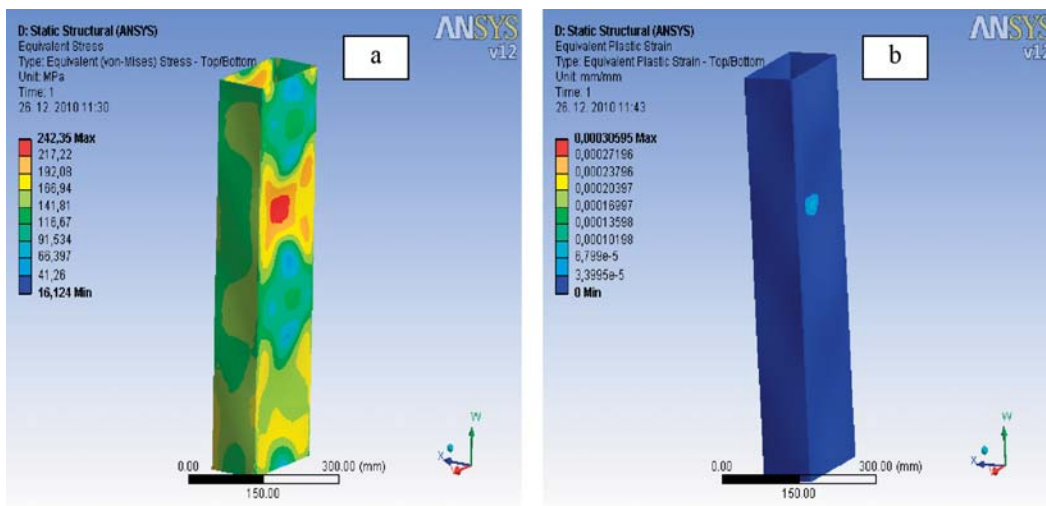 D: Static Structural (ANSYS)
Equivalent Stress
Type: Equivalent (von-Mises) Stress - Top/Bottom
Unit: MPa
Time: 1
26. 12. 2010 11:30
242,35 Max
217,22
192,08
166,94
141,81
116,67
91,534
66,397
41,26
16,124 Min
a
ANSYS
v12
W
X
0.00
300.00 (mm)
150.00
D: Static Structural (ANSYS)
Equivalent Plastic Strain
Type: Equivalent Plastic Strain - Top/Bottom
Unit: mm/mm
Time: 1
26. 12. 2010 11:43
0,00030595 Max
0,00027196
0,00023796
0,00020397
0,00016997
0,00013598
0,00010198
6,799e-5
3,3995e-5
0 Min
b
ANSYS
v12
W
X
0.00
300.00 (mm)
150.00